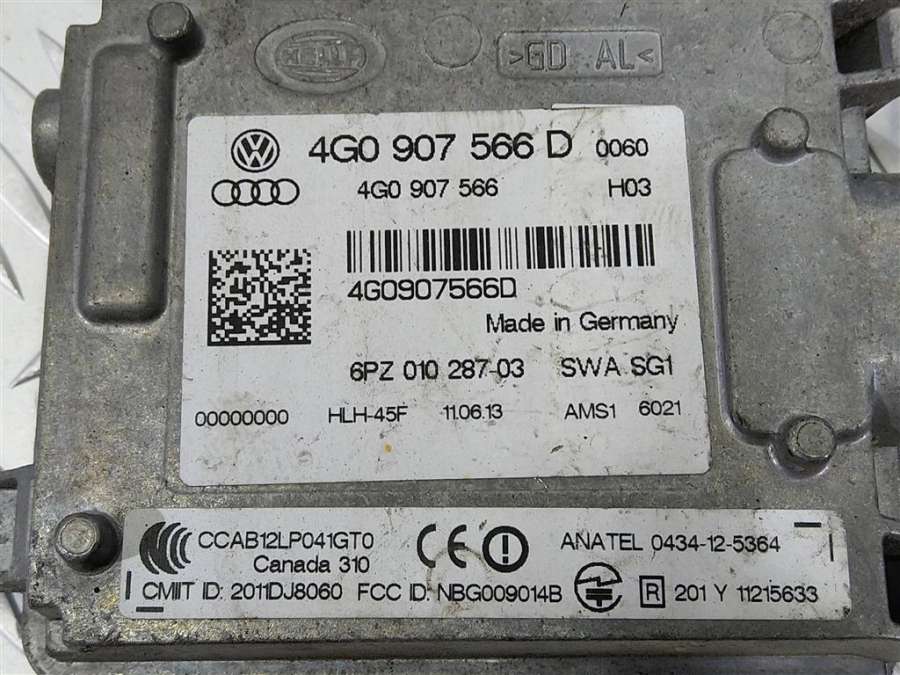 HELLA
>GD AL<
4G0 907 566 D 0060
4G0 907 566 H03
4G0907566D
Made in Germany
6PZ 010 287-03 SWA SG1
00000000 HLH-45F 11.06.13 AMS1 6021
CCAB12LP041GT0 CE ANATEL 0434-12-5364
Canada 310
CMIIT ID: 2011DJ8060 FCC ID: NBG009014B R 201 Y 11215633